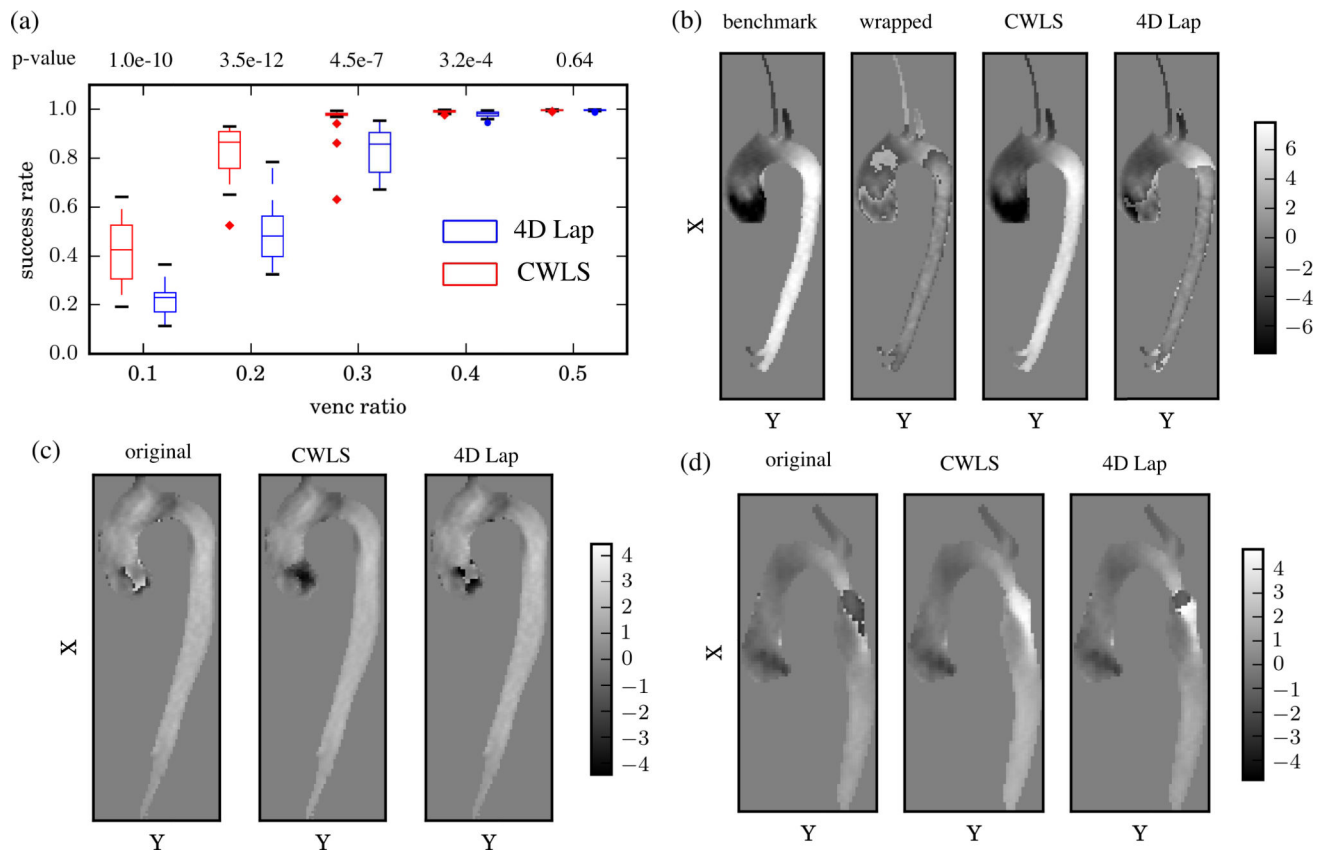 (a)
p-value 1.0e-10 3.5e-12 4.5e-7 3.2e-4 0.64
success rate
1.0
0.8
0.6
0.4
0.2
0.0
4D Lap
CWLS
0.1 0.2 0.3 0.4 0.5
venc ratio
(b)
benchmark wrapped CWLS 4D Lap
X
Y Y Y Y
6
4
2
0
−2
−4
−6
(c)
original CWLS 4D Lap
X
Y Y Y
4
3
2
1
0
−1
−2
−3
−4
(d)
original CWLS 4D Lap
X
Y Y Y
4
3
2
1
0
−1
−2
−3
−4